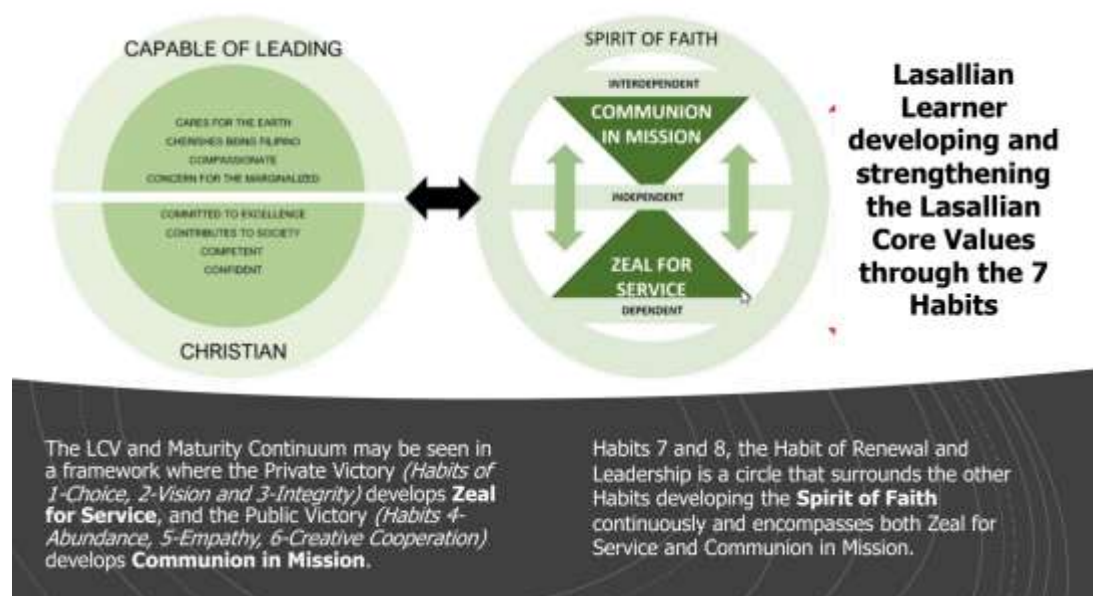 CAPABLE OF LEADING
CARES FOR THE EARTH
CHERISHES BEING FILIPINO
COMPASSIONATE
CONCERN FOR THE MARGINALIZED
COMMITTED TO EXCELLENCE
CONTRIBUTES TO SOCIETY
COMPETENT
CONFIDENT
CHRISTIAN
SPIRIT OF FAITH
INTERDEPENDENT
COMMUNION
IN MISSION
INDEPENDENT
ZEAL FOR
SERVICE
DEPENDENT
Lasallian
Learner
developing and
strengthening
the Lasallian
Core Values
through the 7
Habits
The LCV and Maturity Continuum may be seen in
a framework where the Private Victory (Habits of
1-Choice, 2-Vision and 3-Integrity) develops Zeal
for Service, and the Public Victory (Habits 4-
Abundance, 5-Empathy, 6-Creative Cooperation)
develops Communion in Mission.
Habits 7 and 8, the Habit of Renewal and
Leadership is a circle that surrounds the other
Habits developing the Spirit of Faith
continuously and encompasses both Zeal for
Service and Communion in Mission.